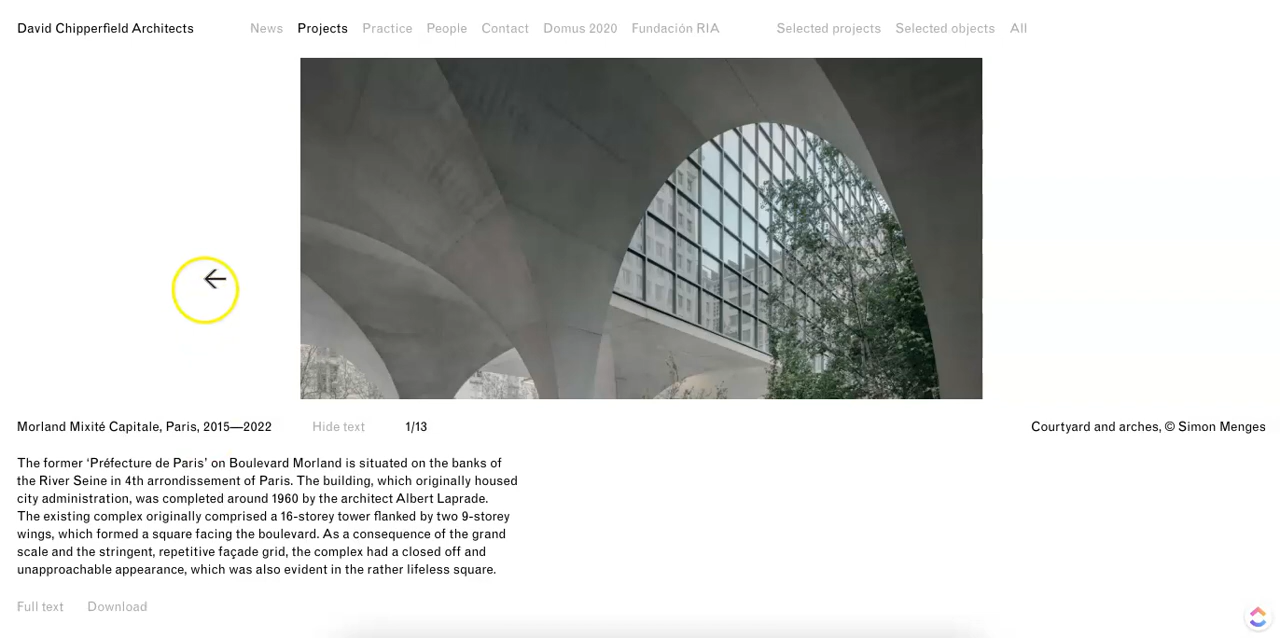 David Chipperfield Architects
News Projects Practice People Contact Domus 2020 Fundación RIA Selected projects Selected objects All
Morland Mixité Capitale, Paris, 2015—2022 Hide text 1/13 Courtyard and arches, © Simon Menges
The former ‘Préfecture de Paris’ on Boulevard Morland is situated on the banks of
the River Seine in 4th arrondissement of Paris. The building, which originally housed
city administration, was completed around 1960 by the architect Albert Laprade.
The existing complex originally comprised a 16-storey tower flanked by two 9-storey
wings, which formed a square facing the boulevard. As a consequence of the grand
scale and the stringent, repetitive façade grid, the complex had a closed off and
unapproachable appearance, which was also evident in the rather lifeless square.
Full text Download